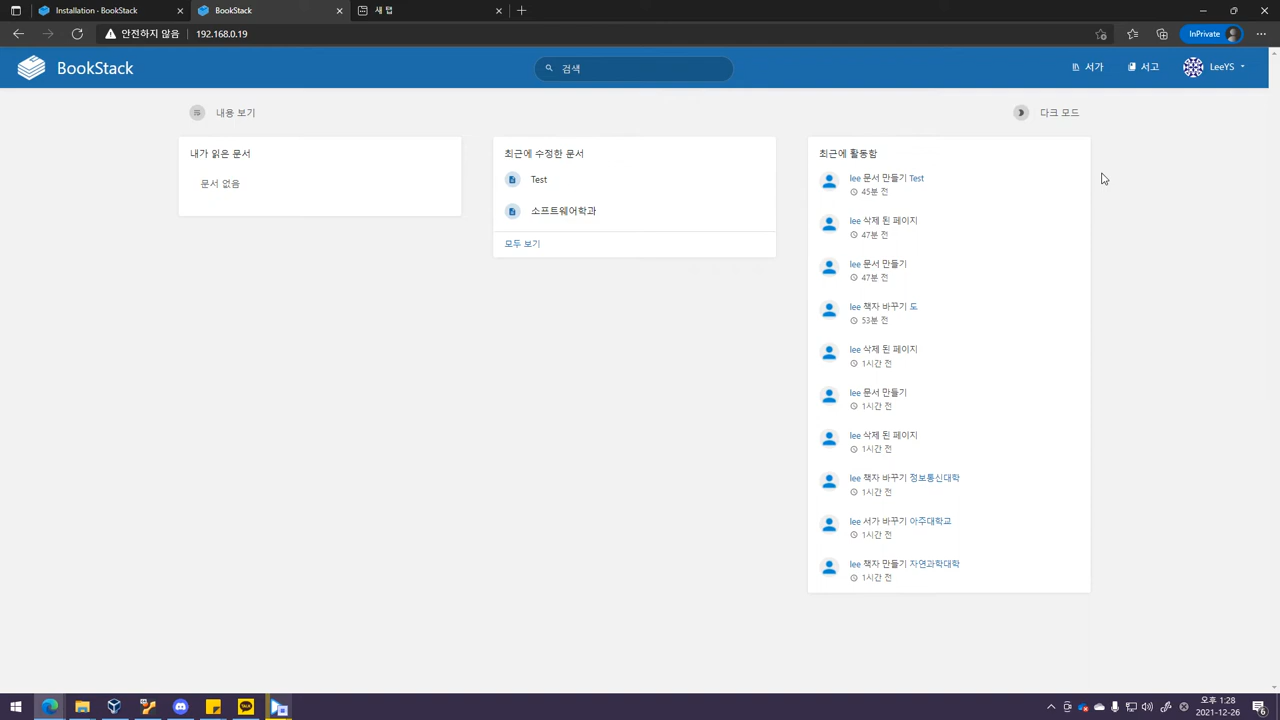 Installation · BookStack
BookStack
새 탭
안전하지 않음
192.168.0.19
InPrivate
BookStack
검색
서가
서고
LeeYS
내용 보기
다크 모드
내가 읽은 문서
문서 없음
최근에 수정한 문서
Test
소프트웨어학과
모두 보기
최근에 활동함
lee 문서 만들기 Test
45분 전
lee 삭제 된 페이지
47분 전
lee 문서 만들기
47분 전
lee 책자 바꾸기 도
53분 전
lee 삭제 된 페이지
1시간 전
lee 문서 만들기
1시간 전
lee 삭제 된 페이지
1시간 전
lee 책자 바꾸기 정보통신대학
1시간 전
lee 서가 바꾸기 아주대학교
1시간 전
lee 책자 만들기 자연과학대학
1시간 전
TALK
오후 1:28
2021-12-26
6